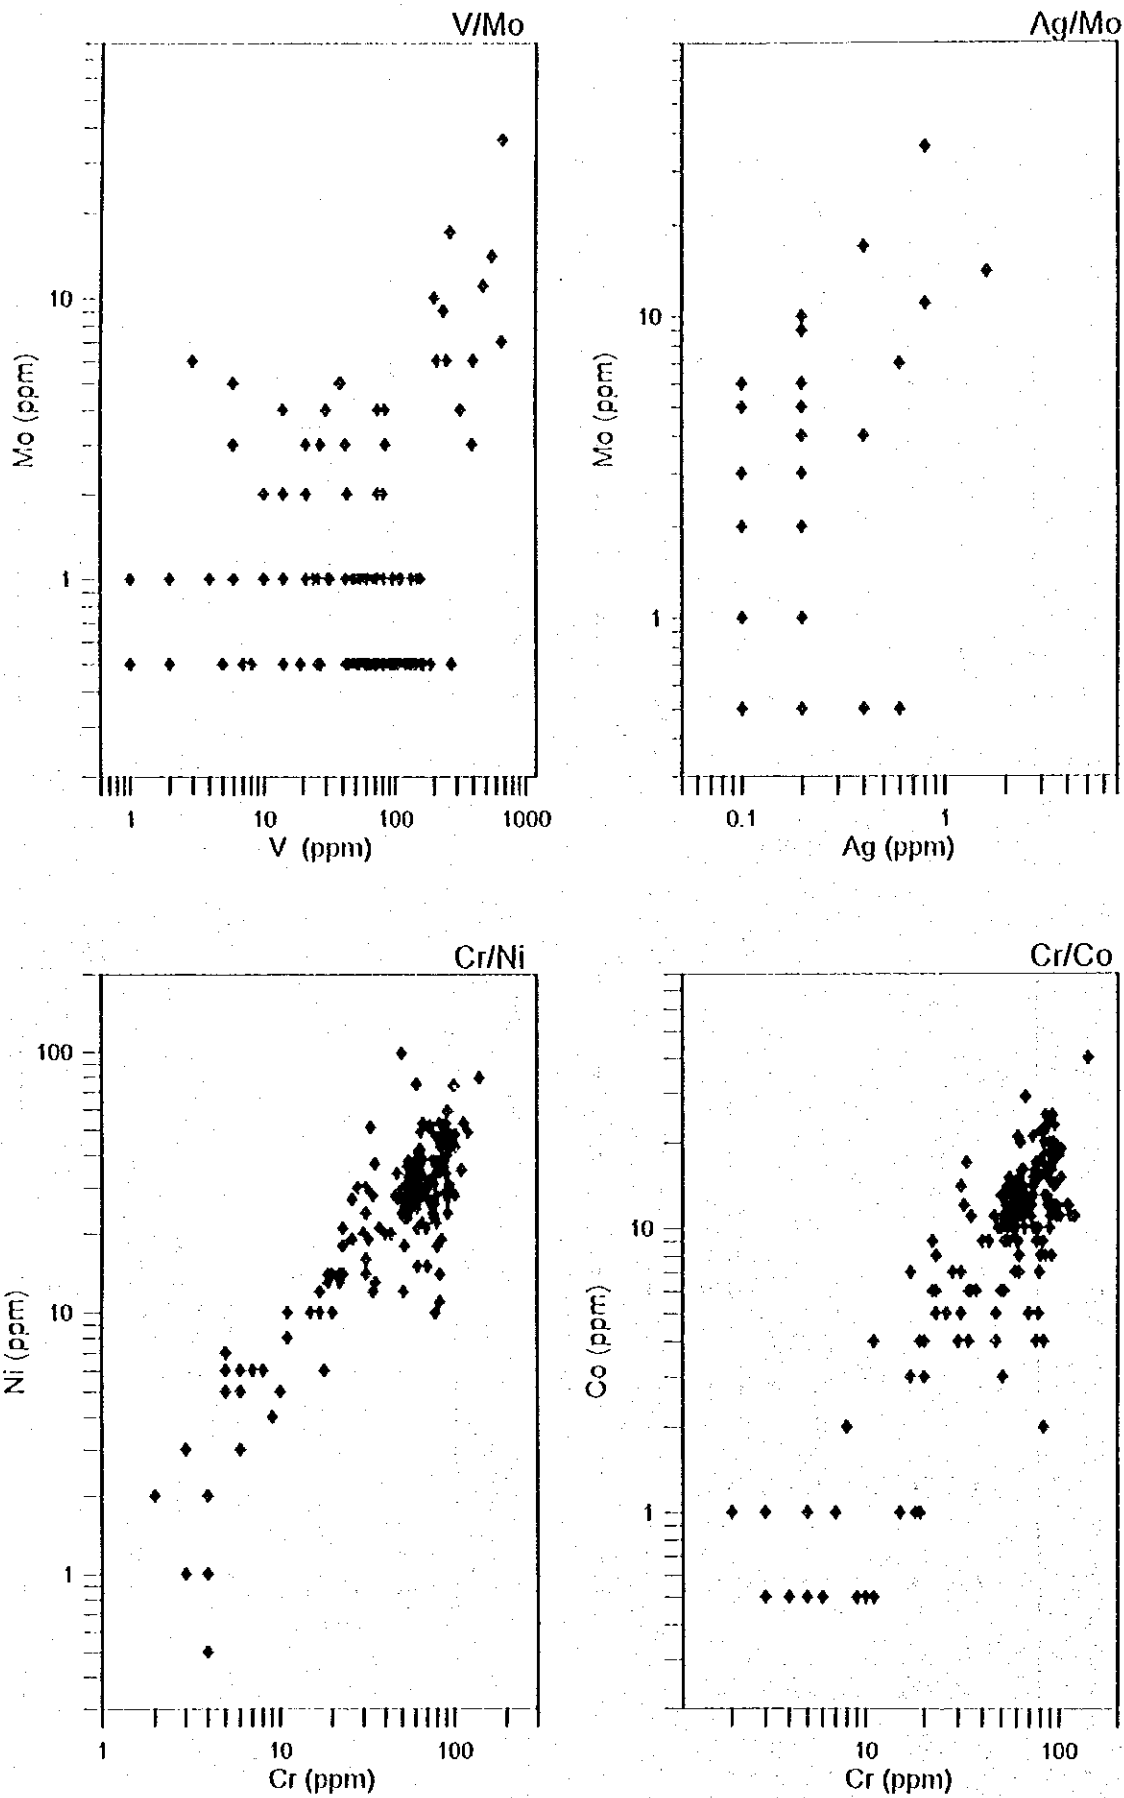 V/Mo
Mo (ppm)
10
1
1 10 100 1000
V (ppm)
Ag/Mo
Mo (ppm)
10
1
0.1 1
Ag (ppm)
Cr/Ni
Ni (ppm)
100
10
1
1 10 100
Cr (ppm)
Cr/Co
Co (ppm)
10
1
10 100
Cr (ppm)